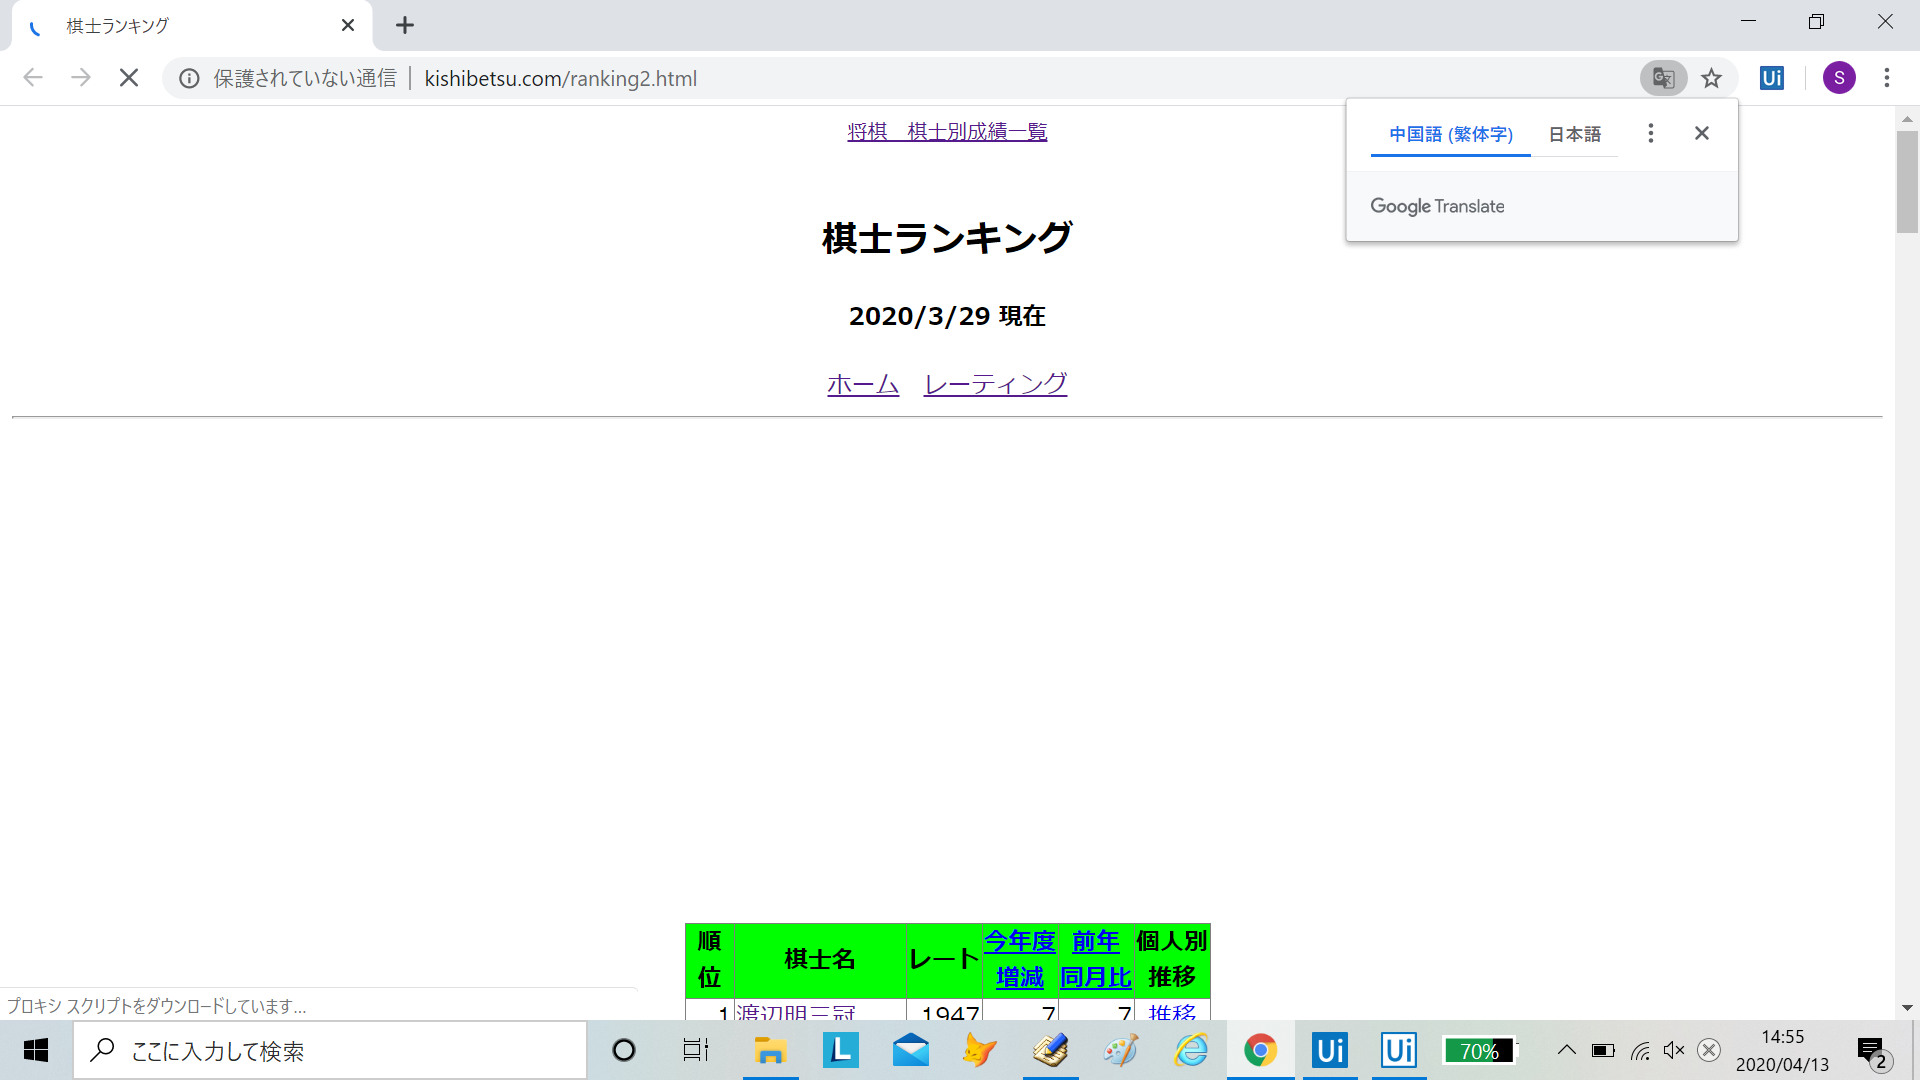 棋士ランキング
保護されていない通信
kishibetsu.com/ranking2.html
Ui
S
中国語 (繁体字)
日本語
Google Translate
将棋　棋士別成績一覧
棋士ランキング
2020/3/29 現在
ホーム　レーティング
順位 棋士名 レート 今年度増減 前年同月比 個人別推移
1 渡辺明三冠 1947 7 7 推移
プロキシ スクリプトをダウンロードしています...
ここに入力して検索
L
Ui
Ui
70%
14:55
2020/04/13
2